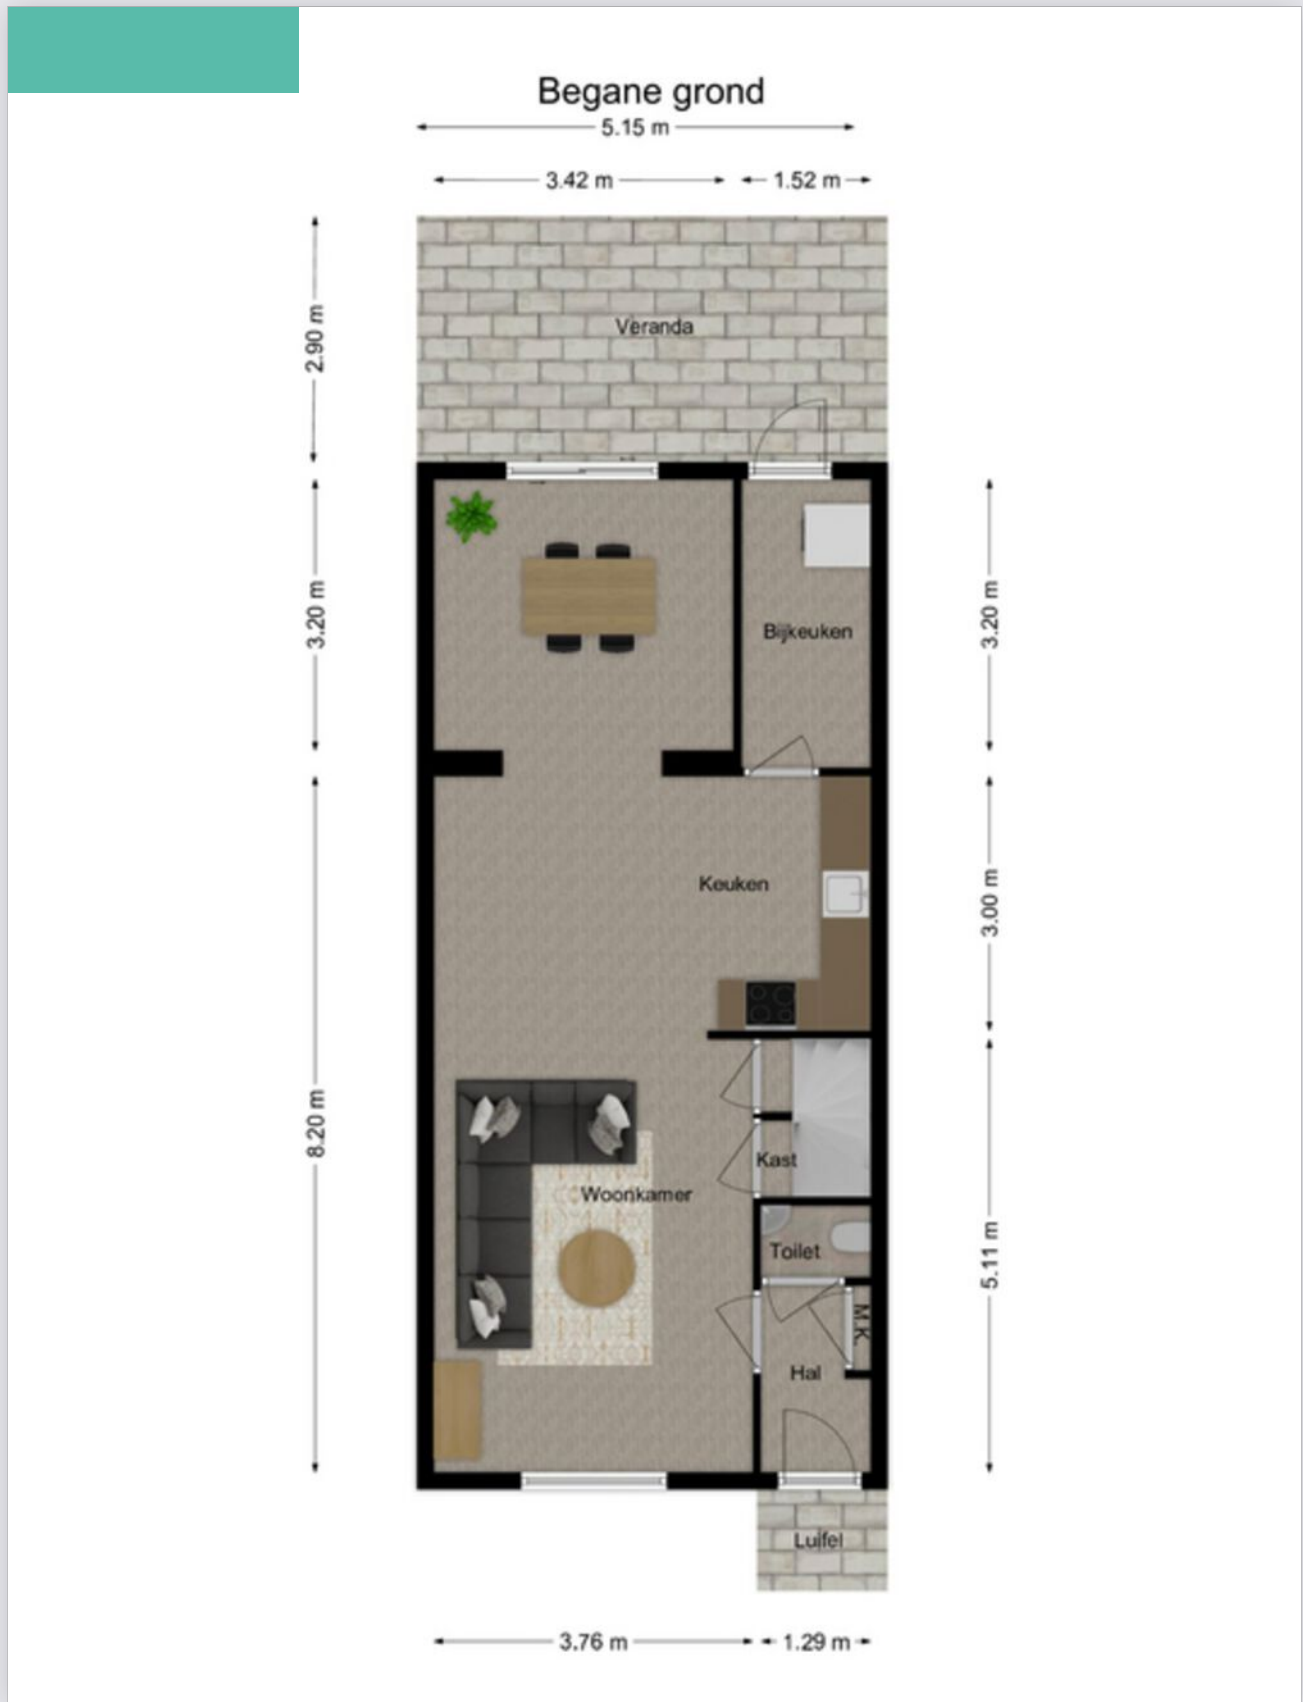 Begane grond
5.15 m
3.42 m
1.52 m
2.90 m
Veranda
3.20 m
3.20 m
Bijkeuken
Keuken
3.00 m
8.20 m
Kast
Woonkamer
Toilet
5.11 m
M.K.
Hal
Luifel
3.76 m
1.29 m